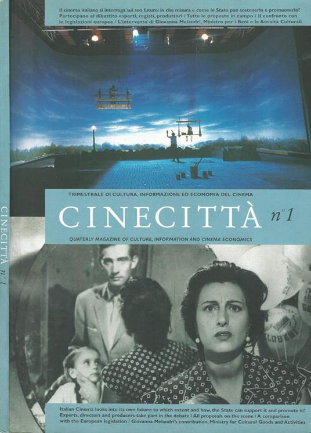 Il cinema italiano si interroga sul suo futuro: in che misura e come lo Stato può sostenerlo e promuoverlo?
Partecipano al dibattito esperti, registi, produttori / Tutte le proposte in campo / Il confronto con
le legislazioni europee / L'intervento di Giovanna Melandri, Ministro per i Beni e le Attività Culturali
TRIMESTRALE DI CULTURA, INFORMAZIONE ED ECONOMIA DEL CINEMA
CINECITTÀ n°1
QUATERLY MAGAZINE OF CULTURE, INFORMATION AND CINEMA ECONOMICS
CINECITTÀ n.1
Italian Cinema looks into its own future: to which extent and how, the State can support it and promote it?
Experts, directors and producers take part in the debate / All proposals on the scene / A comparison
with the European legislation / Giovanna Melandri's contribution, Ministry for Cultural Goods and Activities